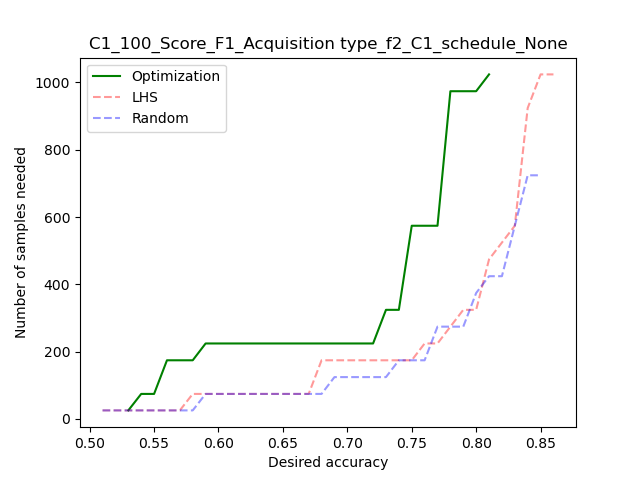 C1_100_Score_F1_Acquisition type_f2_C1_schedule_None
Optimization
LHS
Random
Number of samples needed
1000
800
600
400
200
0
0.50 0.55 0.60 0.65 0.70 0.75 0.80 0.85
Desired accuracy